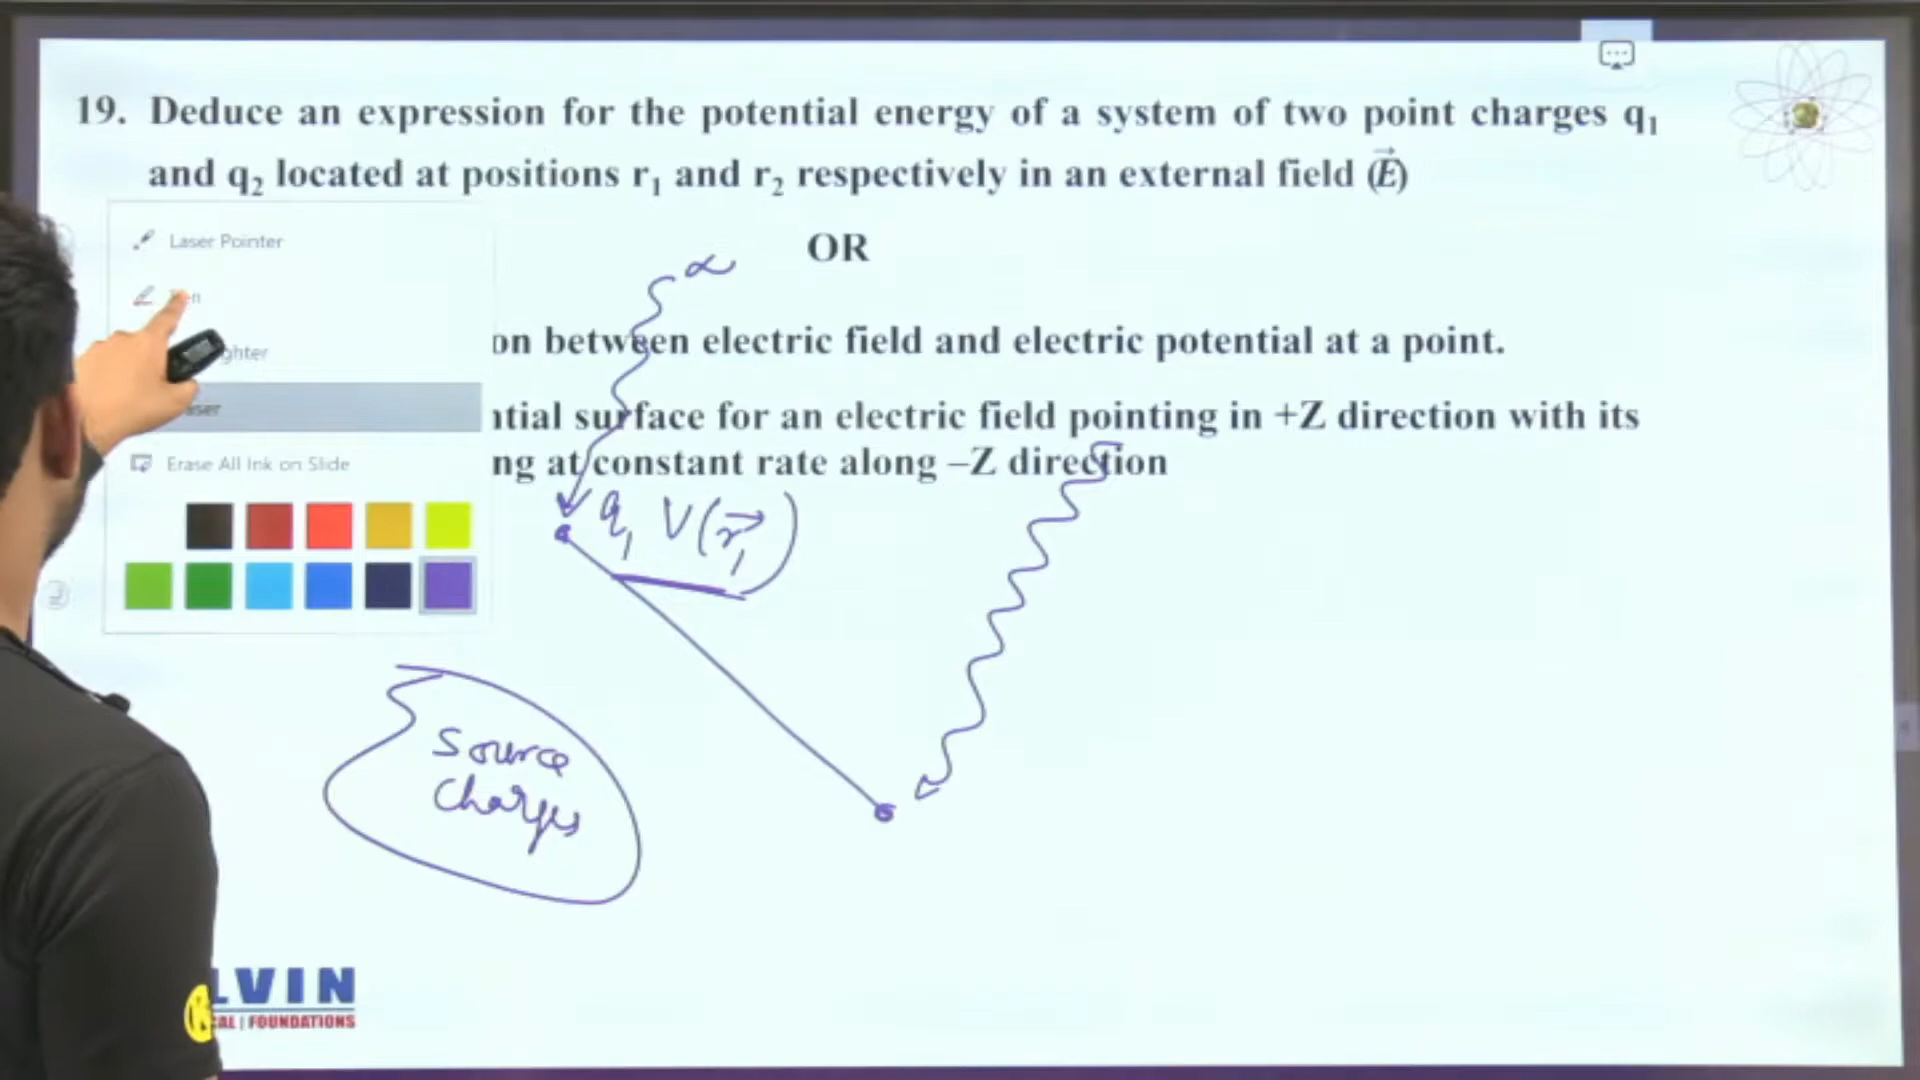 19. Deduce an expression for the potential energy of a system of two point charges q₁
and q₂ located at positions r₁ and r₂ respectively in an external field (E⃗)
Laser Pointer
OR
∝
on between electric field and electric potential at a point.
ghter
ntial surface for an electric field pointing in +Z direction with its
ng at constant rate along –Z direction
Erase All Ink on Slide
q₁ V(r⃗₁)
source
charges
LVIN
CAL | FOUNDATIONS